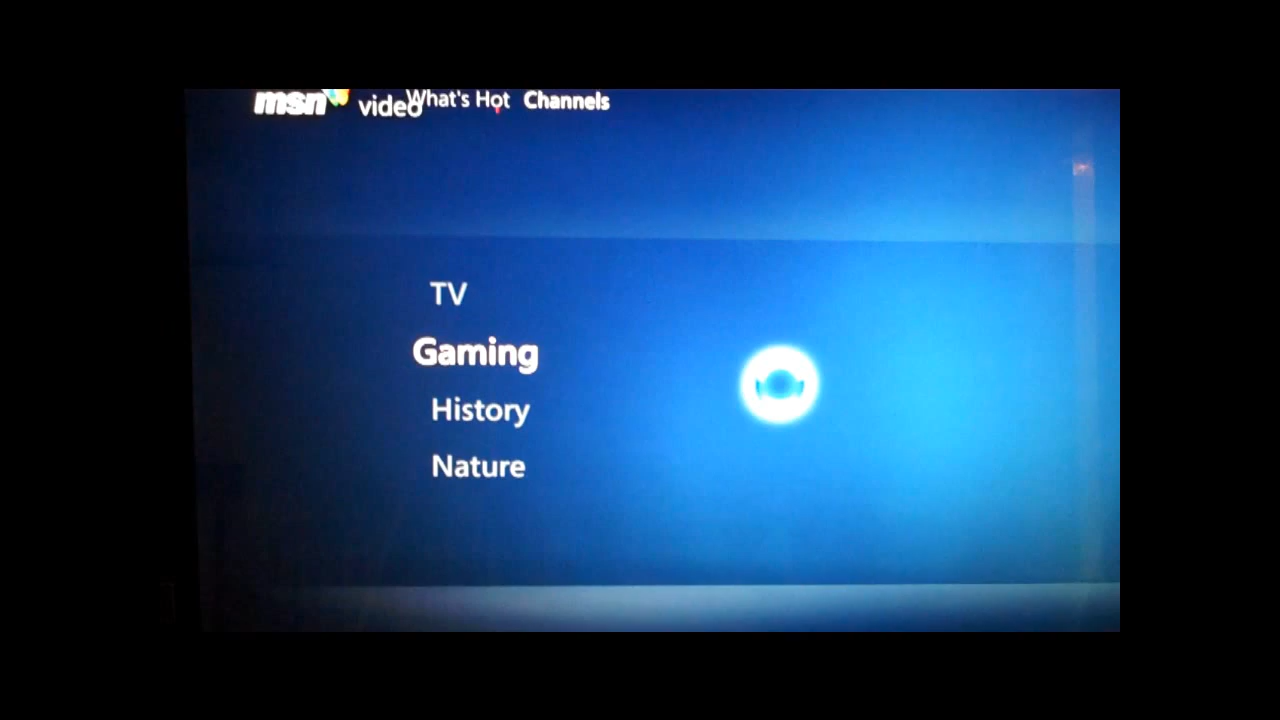 msn video What's Hot Channels
TV
Gaming
History
Nature